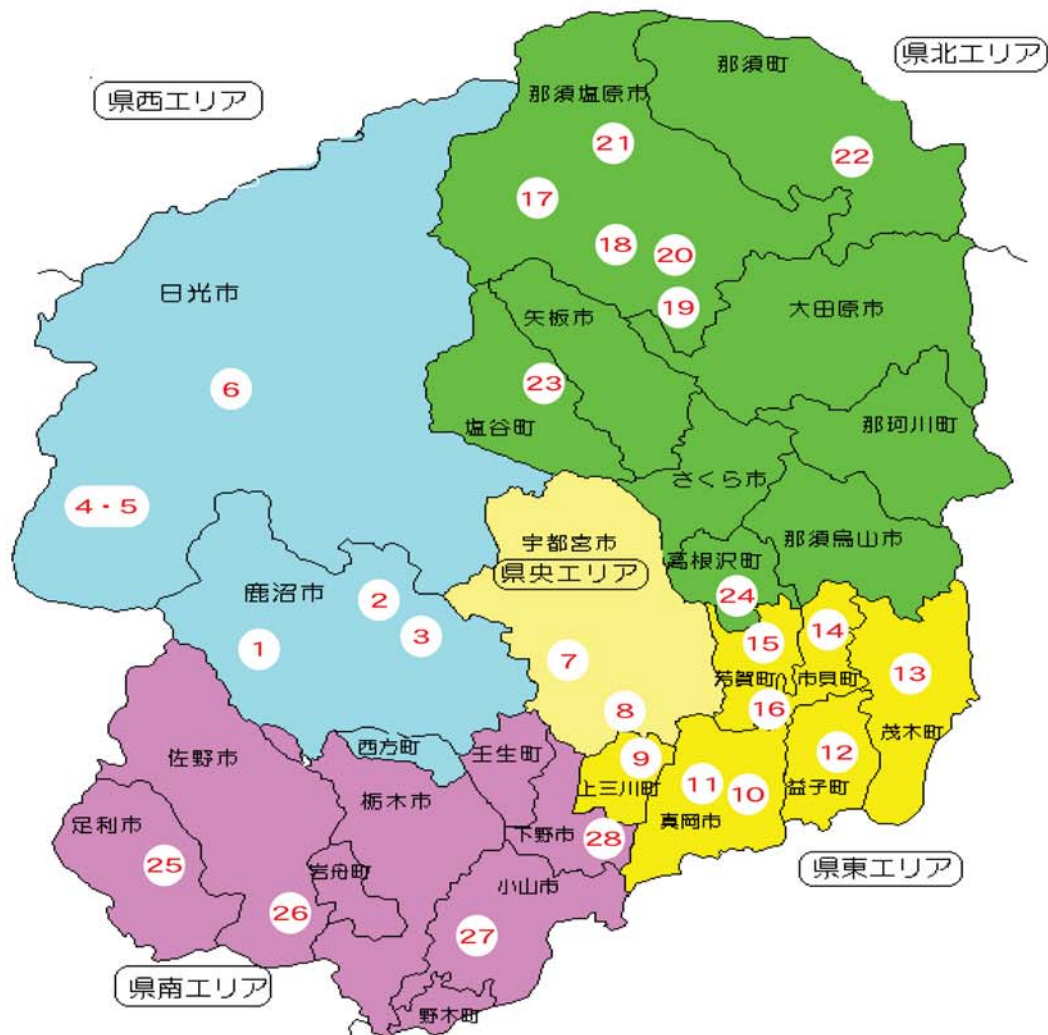 県北エリア
那須町
県西エリア
那須塩原市
21
22
17
18
20
日光市
19
大田原市
矢板市
6
23
那珂川町
塩谷町
さくら市
4・5
宇都宮市
高根沢町
那須烏山市
県央エリア
鹿沼市
2
24
3
15
14
1
7
芳賀町
市貝町
13
8
16
茂木町
西方町
壬生町
佐野市
9
12
上三川町
11
10
益子町
栃木市
真岡市
足利市
下野市
28
25
岩舟町
県東エリア
小山市
26
27
県南エリア
野木町